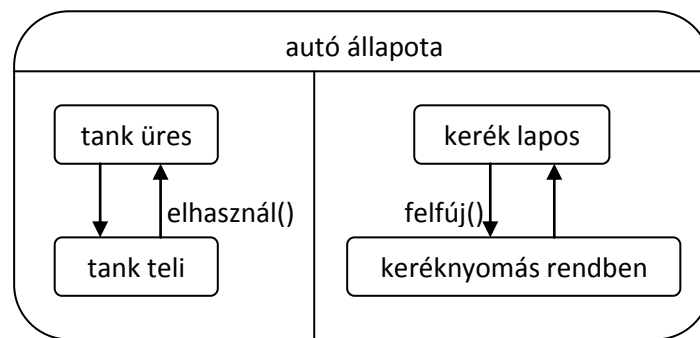 autó állapota
tank üres
elhasznál()
tank teli
kerék lapos
felfúj()
keréknyomás rendben